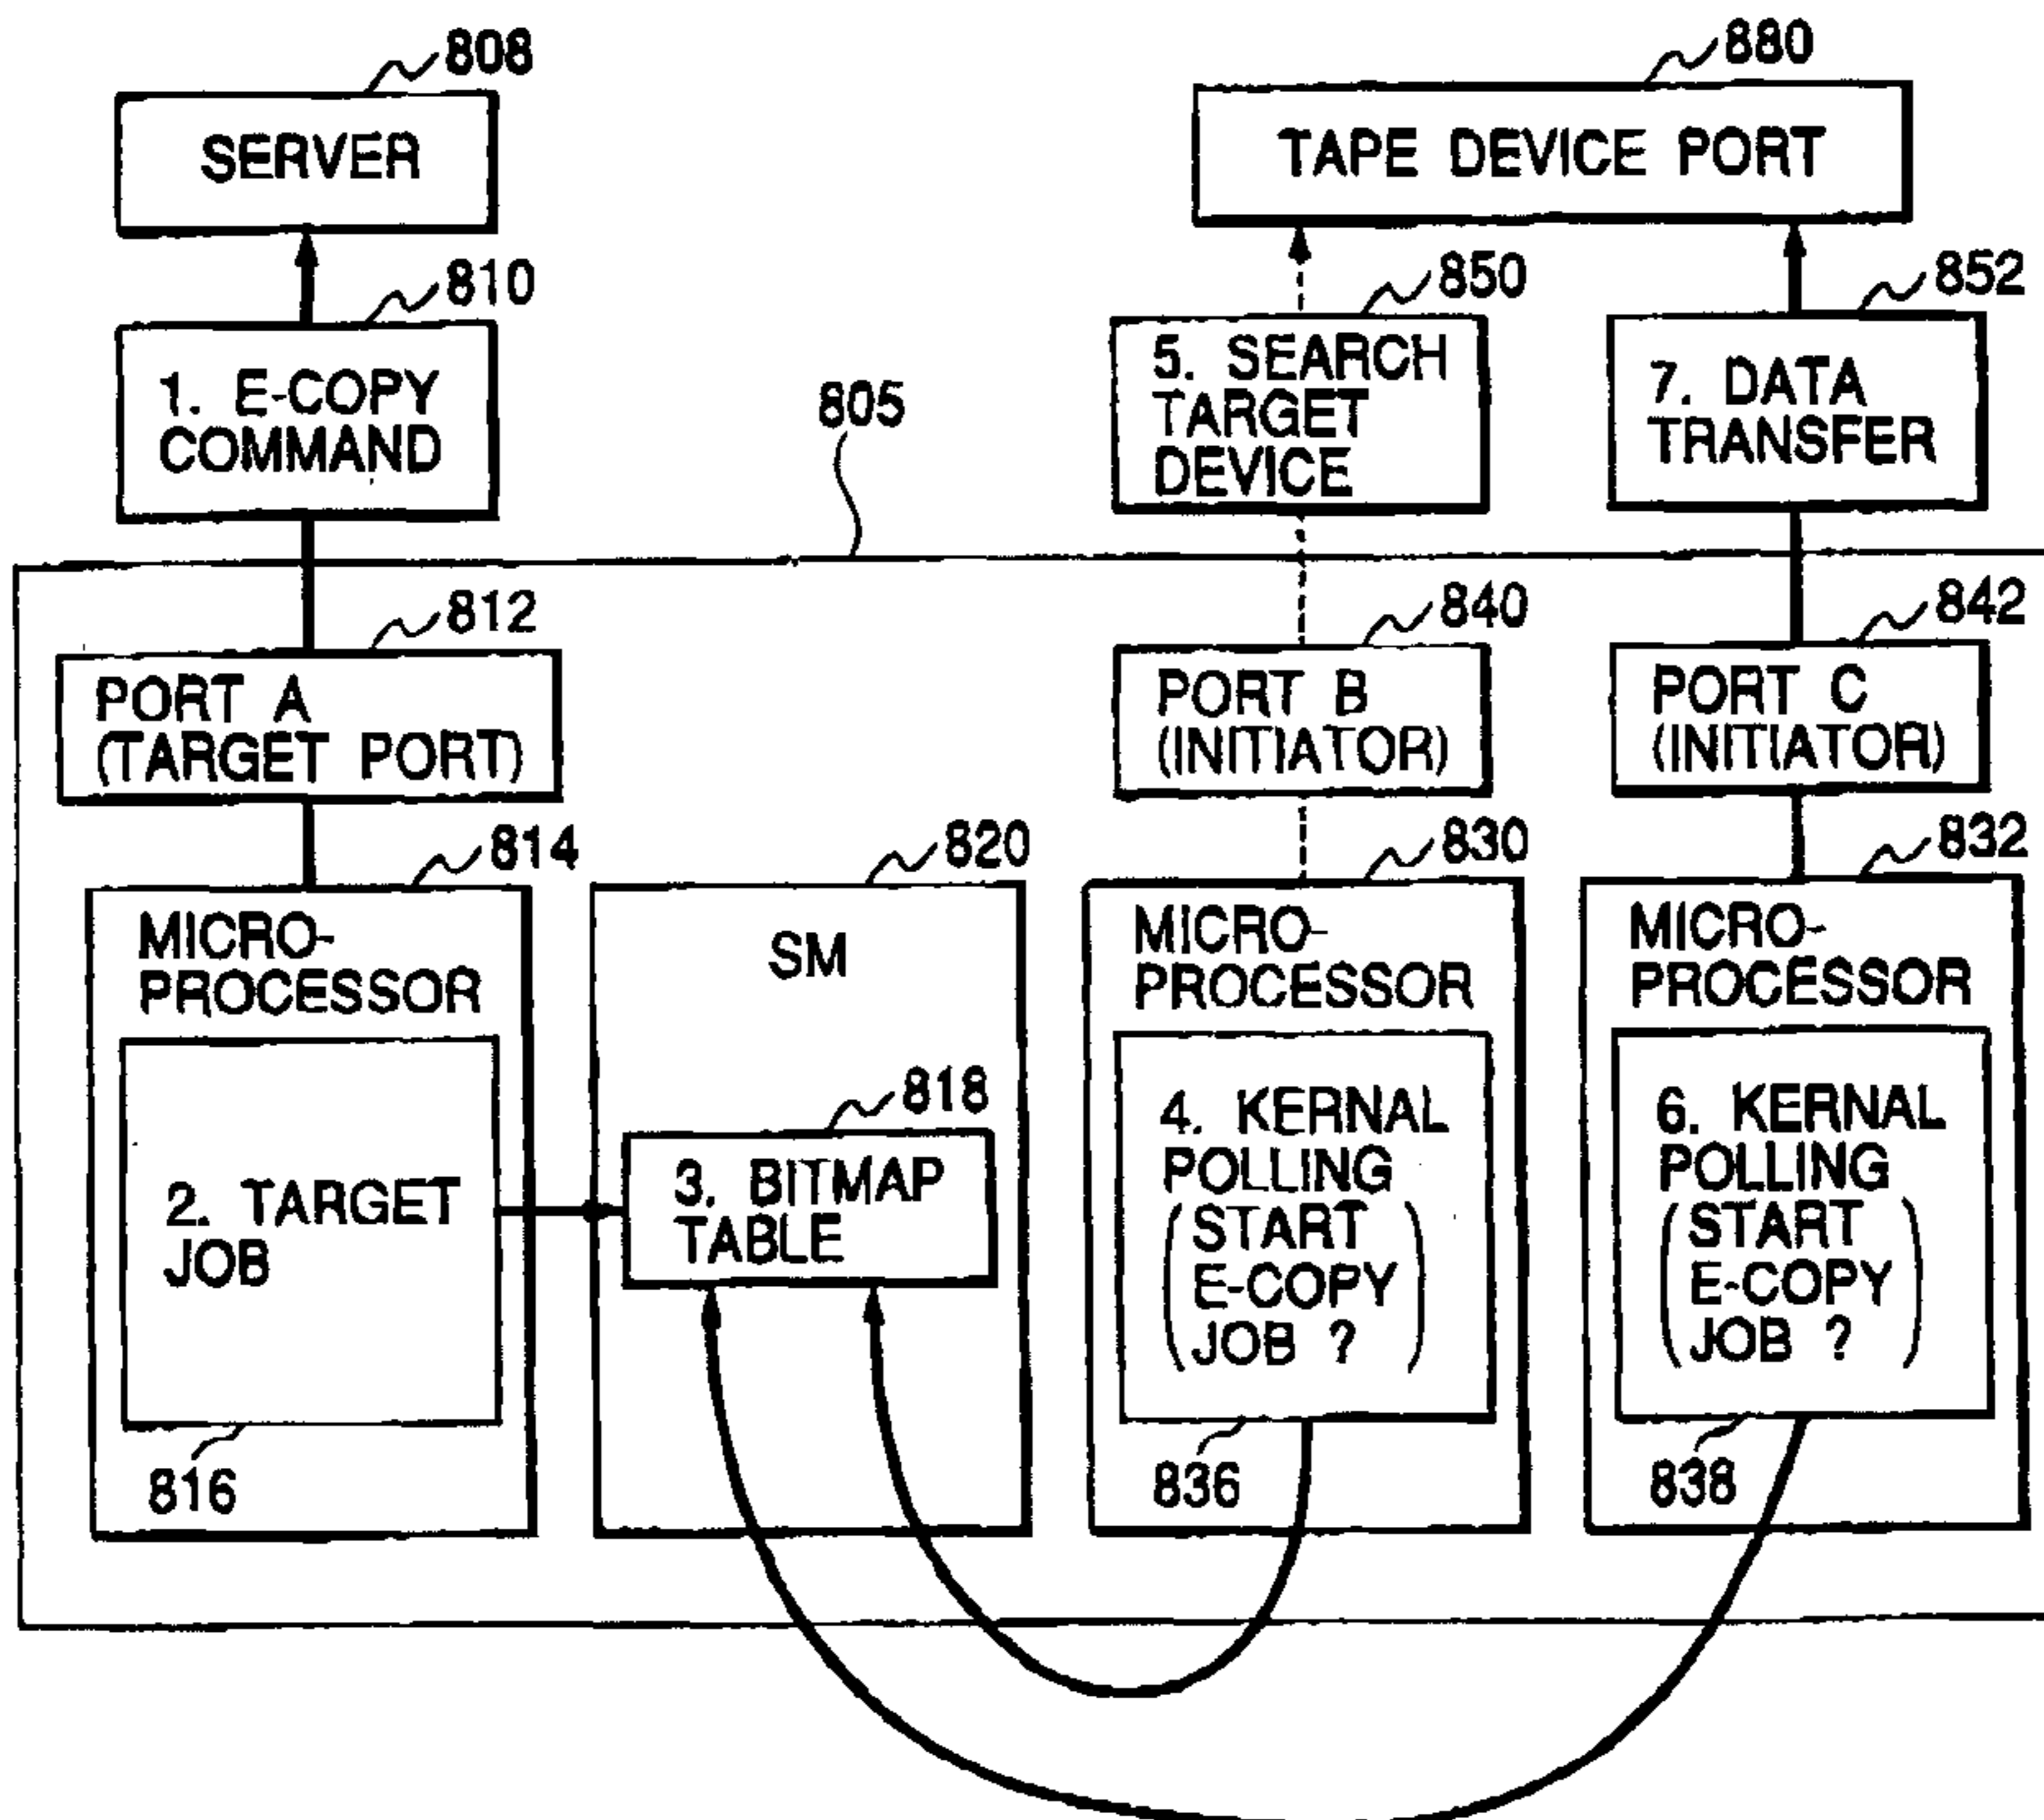 808
SERVER
880
TAPE DEVICE PORT
810
1. E-COPY
COMMAND
805
850
5. SEARCH
TARGET
DEVICE
852
7. DATA
TRANSFER
812
PORT A
(TARGET PORT)
840
PORT B
(INITIATOR)
842
PORT C
(INITIATOR)
814
MICRO-
PROCESSOR
2. TARGET
JOB
816
820
SM
818
3. BITMAP
TABLE
830
MICRO-
PROCESSOR
4. KERNAL
POLLING
(START
E-COPY
JOB ?)
836
832
MICRO-
PROCESSOR
6. KERNAL
POLLING
(START
E-COPY
JOB ?)
838